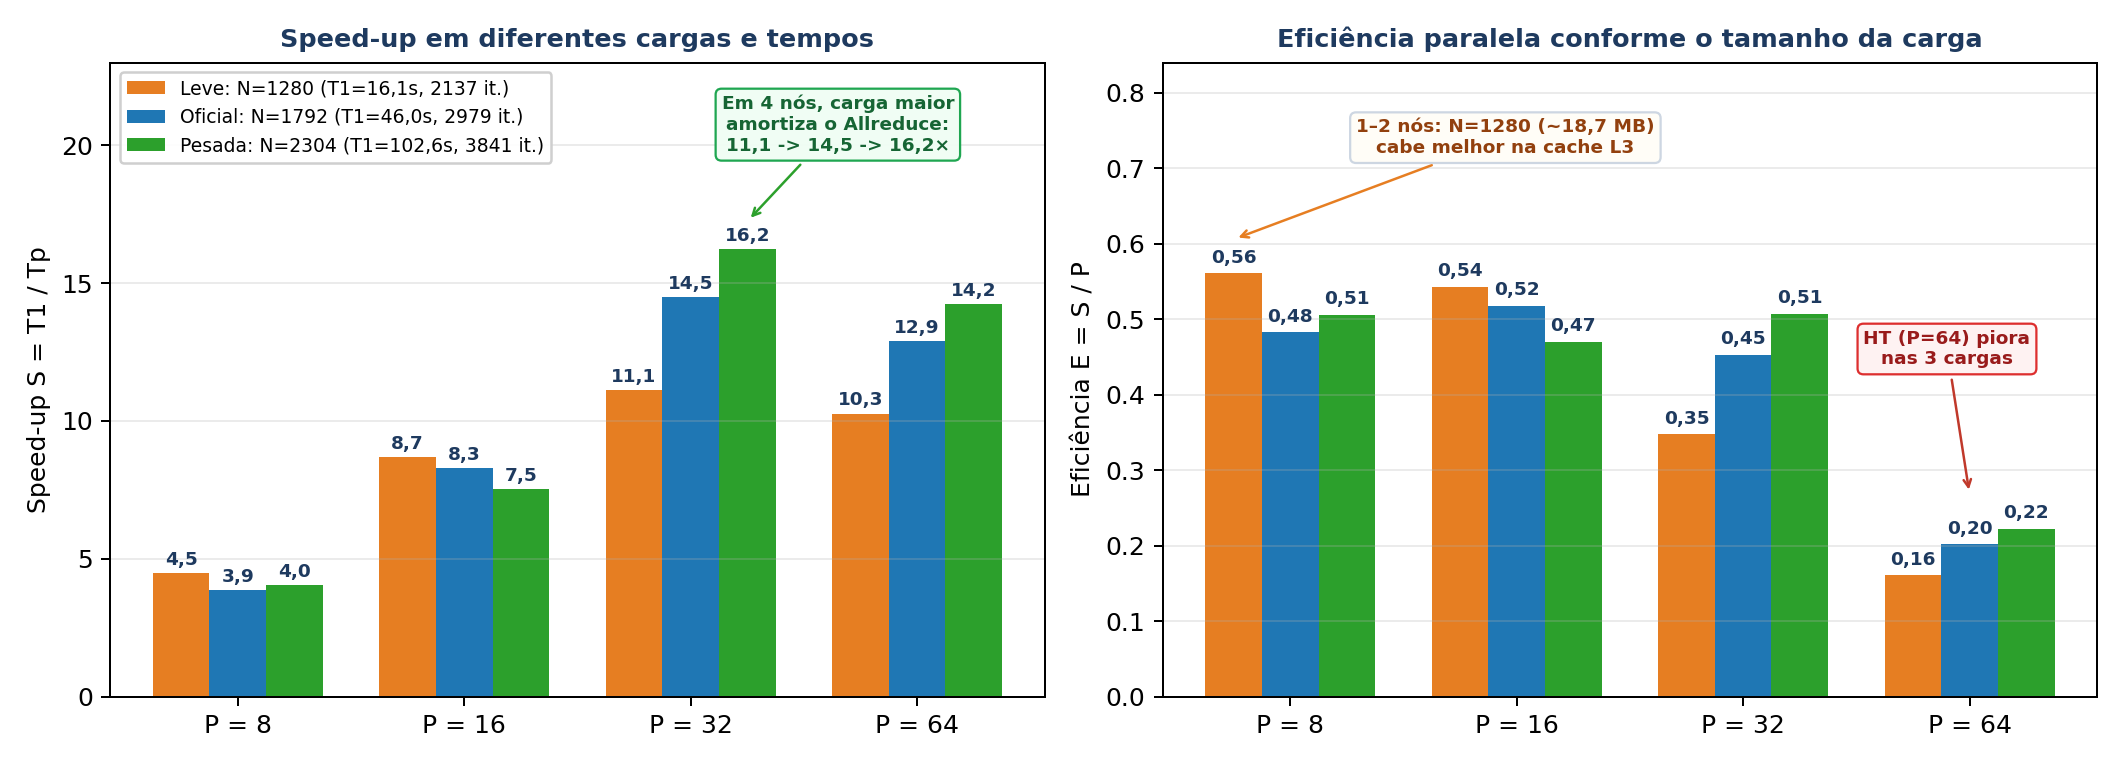 Speed-up em diferentes cargas e tempos
Speed-up S = T1 / Tp
20
15
10
5
0
Leve: N=1280 (T1=16,1s, 2137 it.)
Oficial: N=1792 (T1=46,0s, 2979 it.)
Pesada: N=2304 (T1=102,6s, 3841 it.)
Em 4 nós, carga maior
amortiza o Allreduce:
11,1 -> 14,5 -> 16,2×
4,5
3,9
4,0
8,7
8,3
7,5
11,1
14,5
16,2
10,3
12,9
14,2
P = 8
P = 16
P = 32
P = 64
Eficiência paralela conforme o tamanho da carga
Eficiência E = S / P
0.8
0.7
0.6
0.5
0.4
0.3
0.2
0.1
0.0
1–2 nós: N=1280 (~18,7 MB)
cabe melhor na cache L3
HT (P=64) piora
nas 3 cargas
0,56
0,48
0,51
0,54
0,52
0,47
0,35
0,45
0,51
0,16
0,20
0,22
P = 8
P = 16
P = 32
P = 64